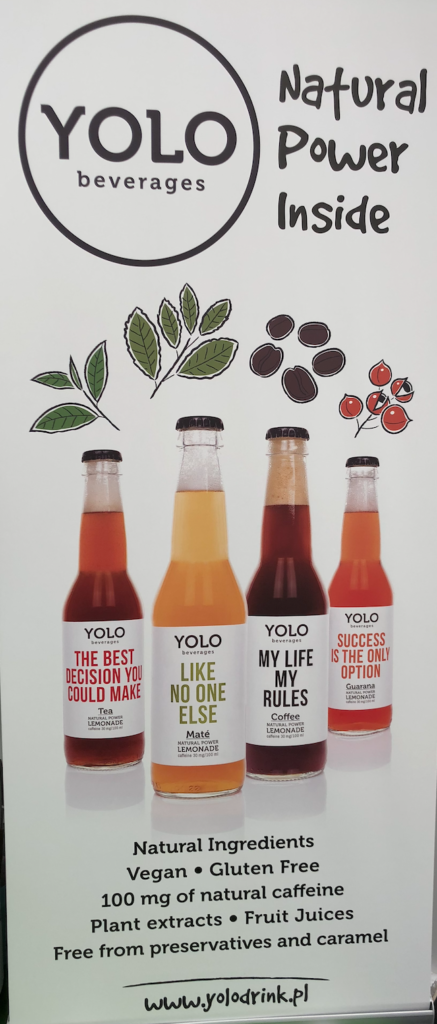 YOLO
beverages
Natural
Power
Inside
YOLO
beverages
THE BEST
DECISION YOU
COULD MAKE
Tea
NATURAL POWER
LEMONADE
YOLO
beverages
LIKE
NO ONE
ELSE
Maté
NATURAL POWER
LEMONADE
YOLO
beverages
MY LIFE
MY
RULES
Coffee
NATURAL POWER
LEMONADE
YOLO
beverages
SUCCESS
IS THE ONLY
OPTION
Guarana
NATURAL POWER
LEMONADE
Natural Ingredients
Vegan • Gluten Free
100 mg of natural caffeine
Plant extracts • Fruit Juices
Free from preservatives and caramel
www.yolodrink.pl